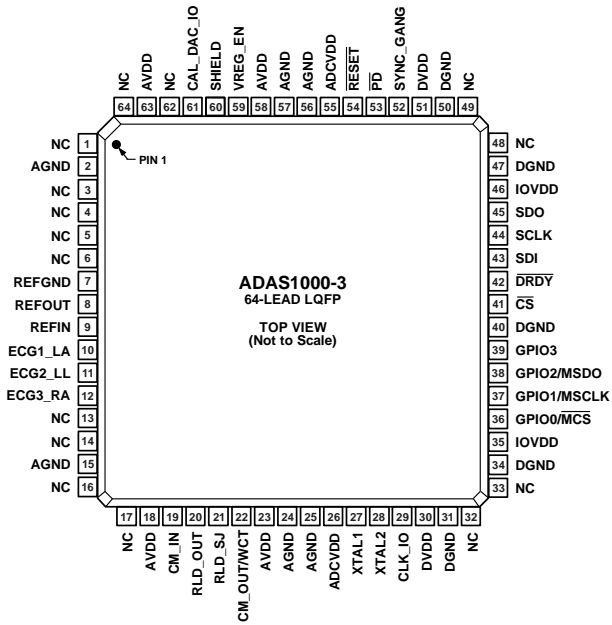 NC
AVDD
NC
CAL_DAC_IO
SHIELD
VREG_EN
AVDD
AGND
AGND
ADCVDD
RESET
PD
SYNC_GANG
DVDD
DGND
NC
64 63 62 61 60 59 58 57 56 55 54 53 52 51 50 49
PIN 1
NC 1
AGND 2
NC 3
NC 4
NC 5
NC 6
REFGND 7
REFOUT 8
REFIN 9
ECG1_LA 10
ECG2_LL 11
ECG3_RA 12
NC 13
NC 14
AGND 15
NC 16
ADAS1000-3
64-LEAD LQFP
TOP VIEW
(Not to Scale)
48 NC
47 DGND
46 IOVDD
45 SDO
44 SCLK
43 SDI
42 DRDY
41 CS
40 DGND
39 GPIO3
38 GPIO2/MSDO
37 GPIO1/MSCLK
36 GPIO0/MCS
35 IOVDD
34 DGND
33 NC
17 18 19 20 21 22 23 24 25 26 27 28 29 30 31 32
NC
AVDD
CM_IN
RLD_OUT
RLD_SJ
CM_OUT/WCT
AVDD
AGND
AGND
ADCVDD
XTAL1
XTAL2
CLK_IO
DVDD
DGND
NC